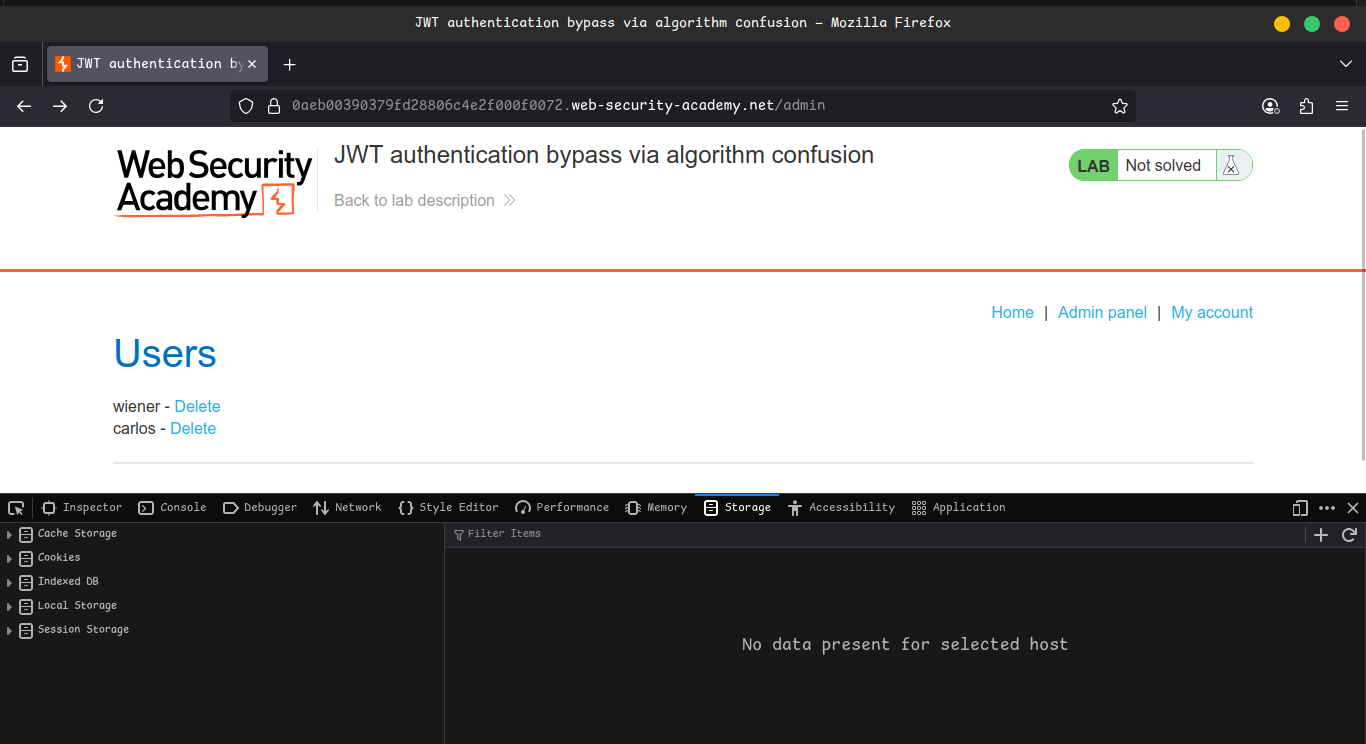 JWT authentication bypass via algorithm confusion — Mozilla Firefox
JWT authentication by
0aeb00390379fd28806c4e2f000f0072.web-security-academy.net/admin
Web Security Academy
JWT authentication bypass via algorithm confusion
Back to lab description
LAB Not solved
Home | Admin panel | My account
Users
wiener - Delete
carlos - Delete
Inspector Console Debugger Network Style Editor Performance Memory Storage Accessibility Application
Cache Storage
Filter Items
Cookies
Indexed DB
Local Storage
Session Storage
No data present for selected host